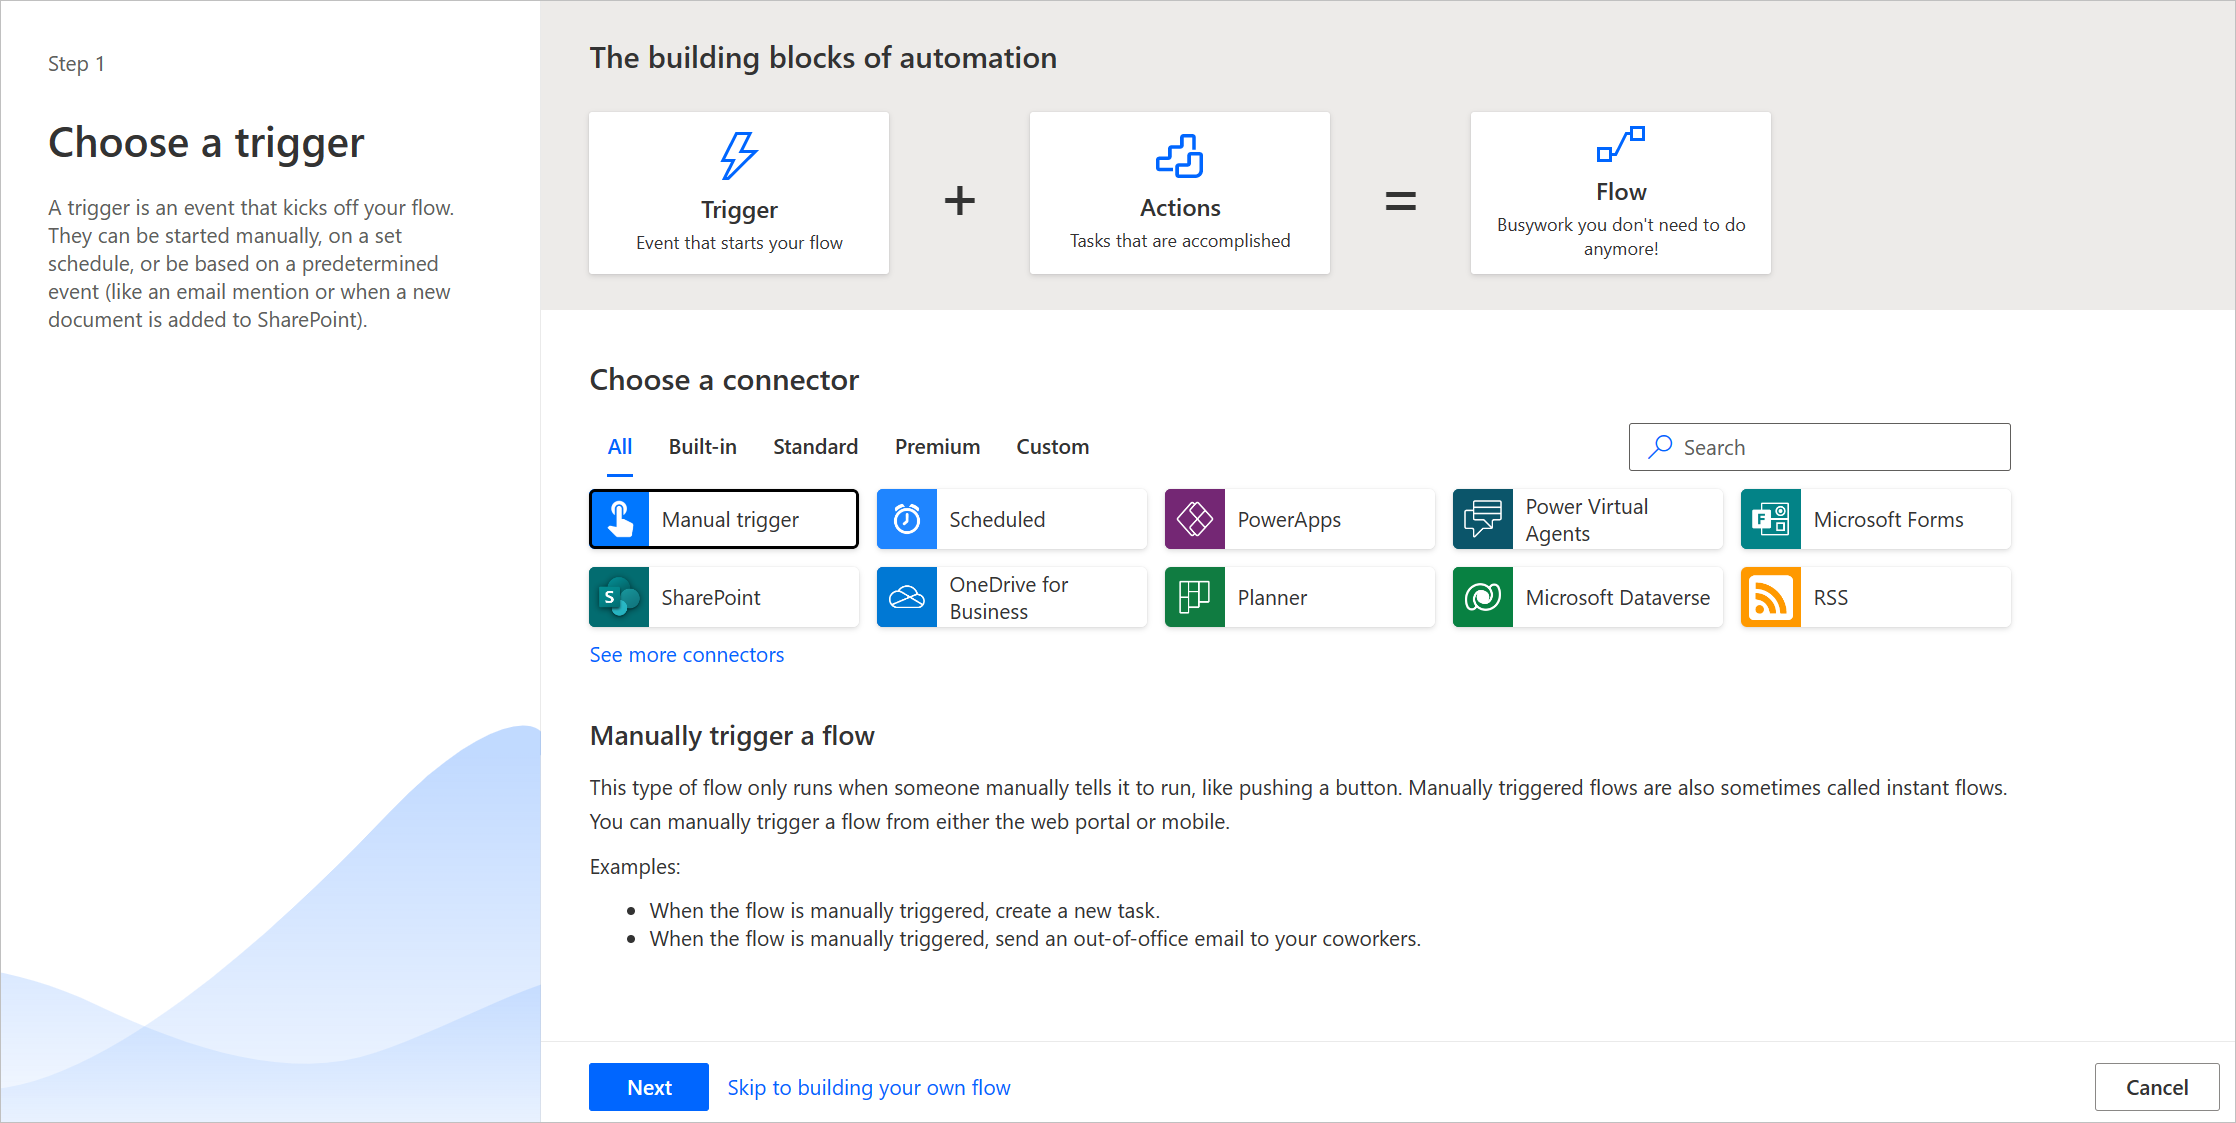 Step 1
Choose a trigger
A trigger is an event that kicks off your flow.
They can be started manually, on a set
schedule, or be based on a predetermined
event (like an email mention or when a new
document is added to SharePoint).
The building blocks of automation
Trigger
Event that starts your flow
+
Actions
Tasks that are accomplished
=
Flow
Busywork you don't need to do
anymore!
Choose a connector
All Built-in Standard Premium Custom
Search
Manual trigger
Scheduled
PowerApps
Power Virtual
Agents
F
Microsoft Forms
S
SharePoint
OneDrive for
Business
Planner
Microsoft Dataverse
RSS
See more connectors
Manually trigger a flow
This type of flow only runs when someone manually tells it to run, like pushing a button. Manually triggered flows are also sometimes called instant flows.
You can manually trigger a flow from either the web portal or mobile.
Examples:
• When the flow is manually triggered, create a new task.
• When the flow is manually triggered, send an out-of-office email to your coworkers.
Next
Skip to building your own flow
Cancel